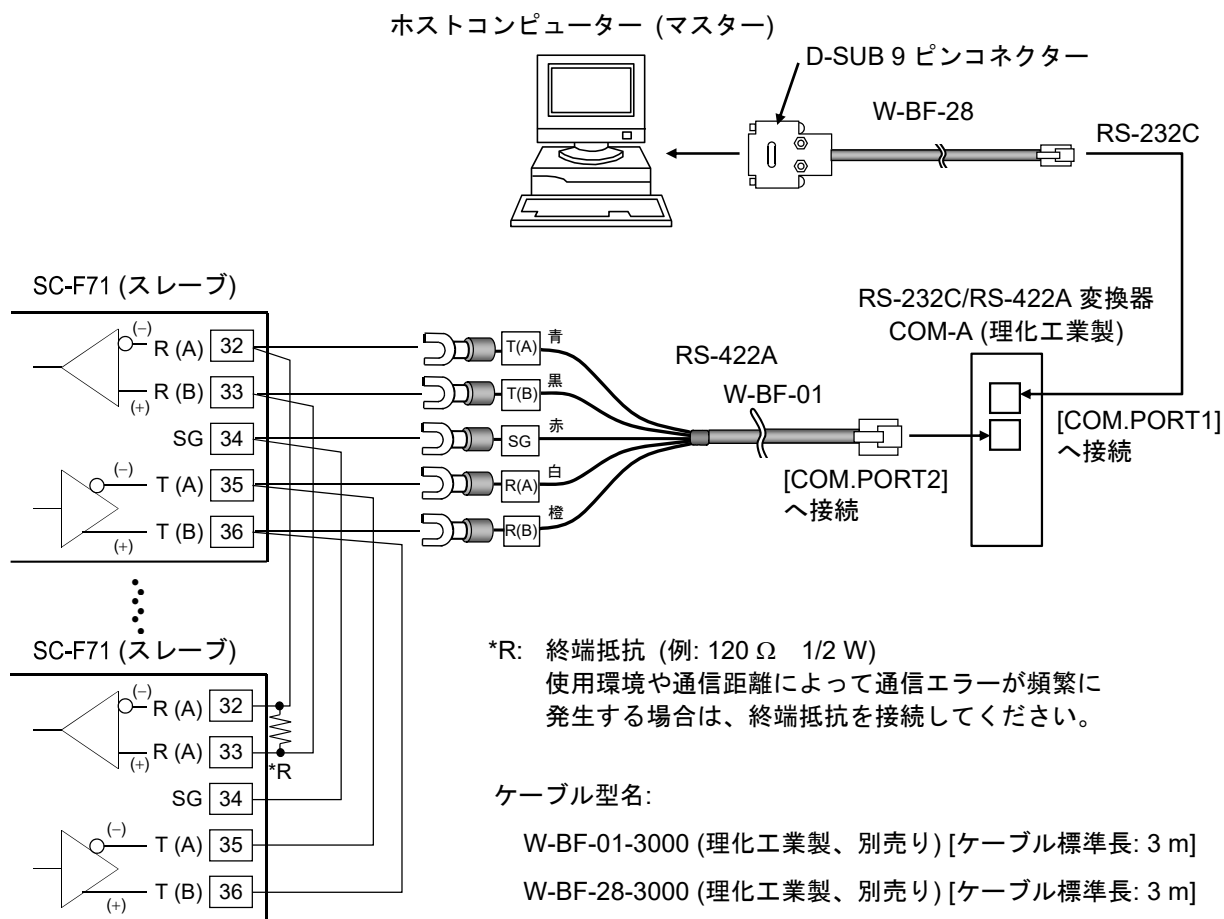 ホストコンピューター (マスター)
D-SUB 9 ピンコネクター
W-BF-28
RS-232C
SC-F71 (スレーブ)
RS-232C/RS-422A 変換器
COM-A (理化工業製)
(−)
R (A) 32
R (B) 33
(+)
SG 34
(−)
T (A) 35
T (B) 36
(+)
T(A) 青
T(B) 黒
SG 赤
R(A) 白
R(B) 橙
RS-422A
W-BF-01
[COM.PORT2]
へ接続
[COM.PORT1]
へ接続
SC-F71 (スレーブ)
(−)
R (A) 32
R (A) 33
(+)
*R
SG 34
(−)
T (A) 35
T (B) 36
(+)
*R: 終端抵抗 (例: 120 Ω 1/2 W)
使用環境や通信距離によって通信エラーが頻繁に
発生する場合は、終端抵抗を接続してください。
ケーブル型名:
W-BF-01-3000 (理化工業製、別売り) [ケーブル標準長: 3 m]
W-BF-28-3000 (理化工業製、別売り) [ケーブル標準長: 3 m]